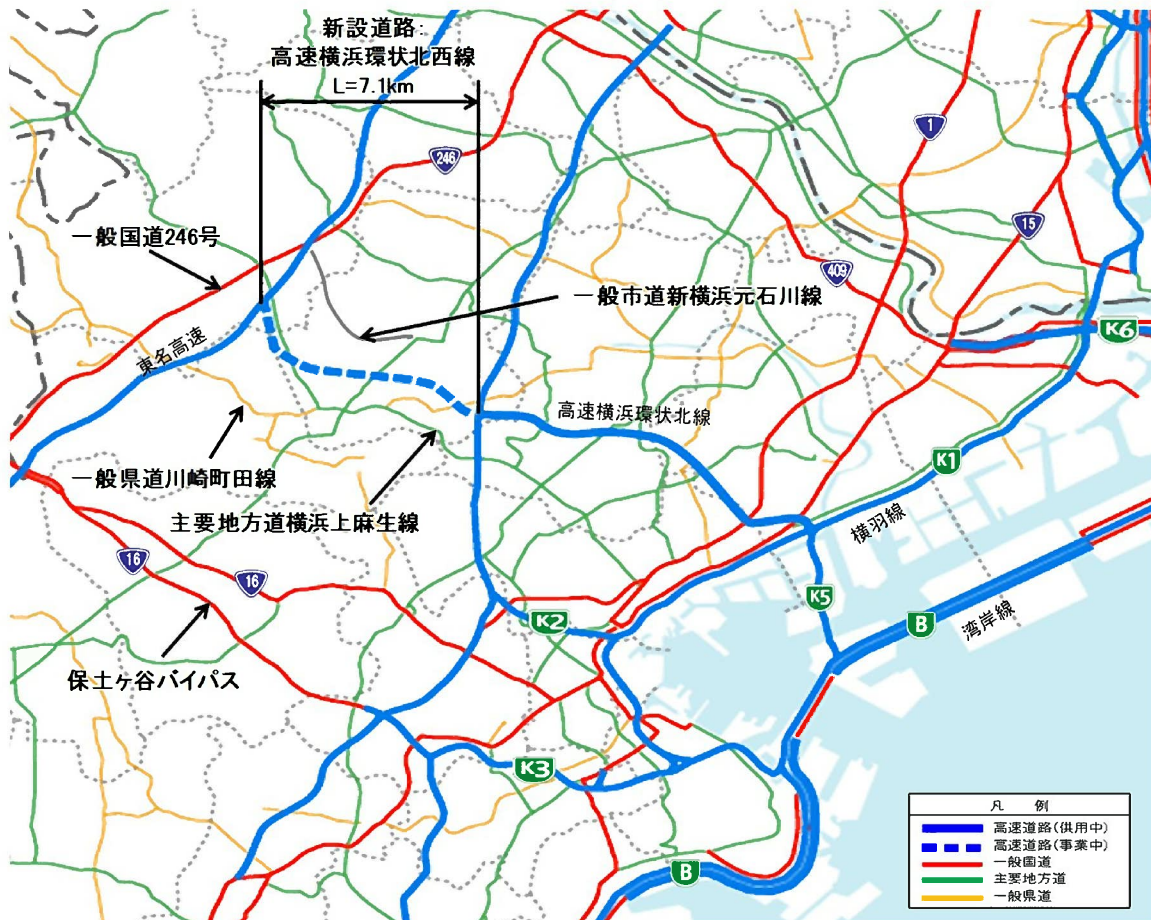 新設道路:
高速横浜環状北西線
L=7.1km
1
246
15
一般国道246号
409
一般市道新横浜元石川線
K6
東名高速
高速横浜環状北線
K1
一般県道川崎町田線
主要地方道横浜上麻生線
横羽線
16
16
K5
K2
B
湾岸線
保土ヶ谷バイパス
K3
B
凡 例
高速道路(供用中)
高速道路(事業中)
一般国道
主要地方道
一般県道